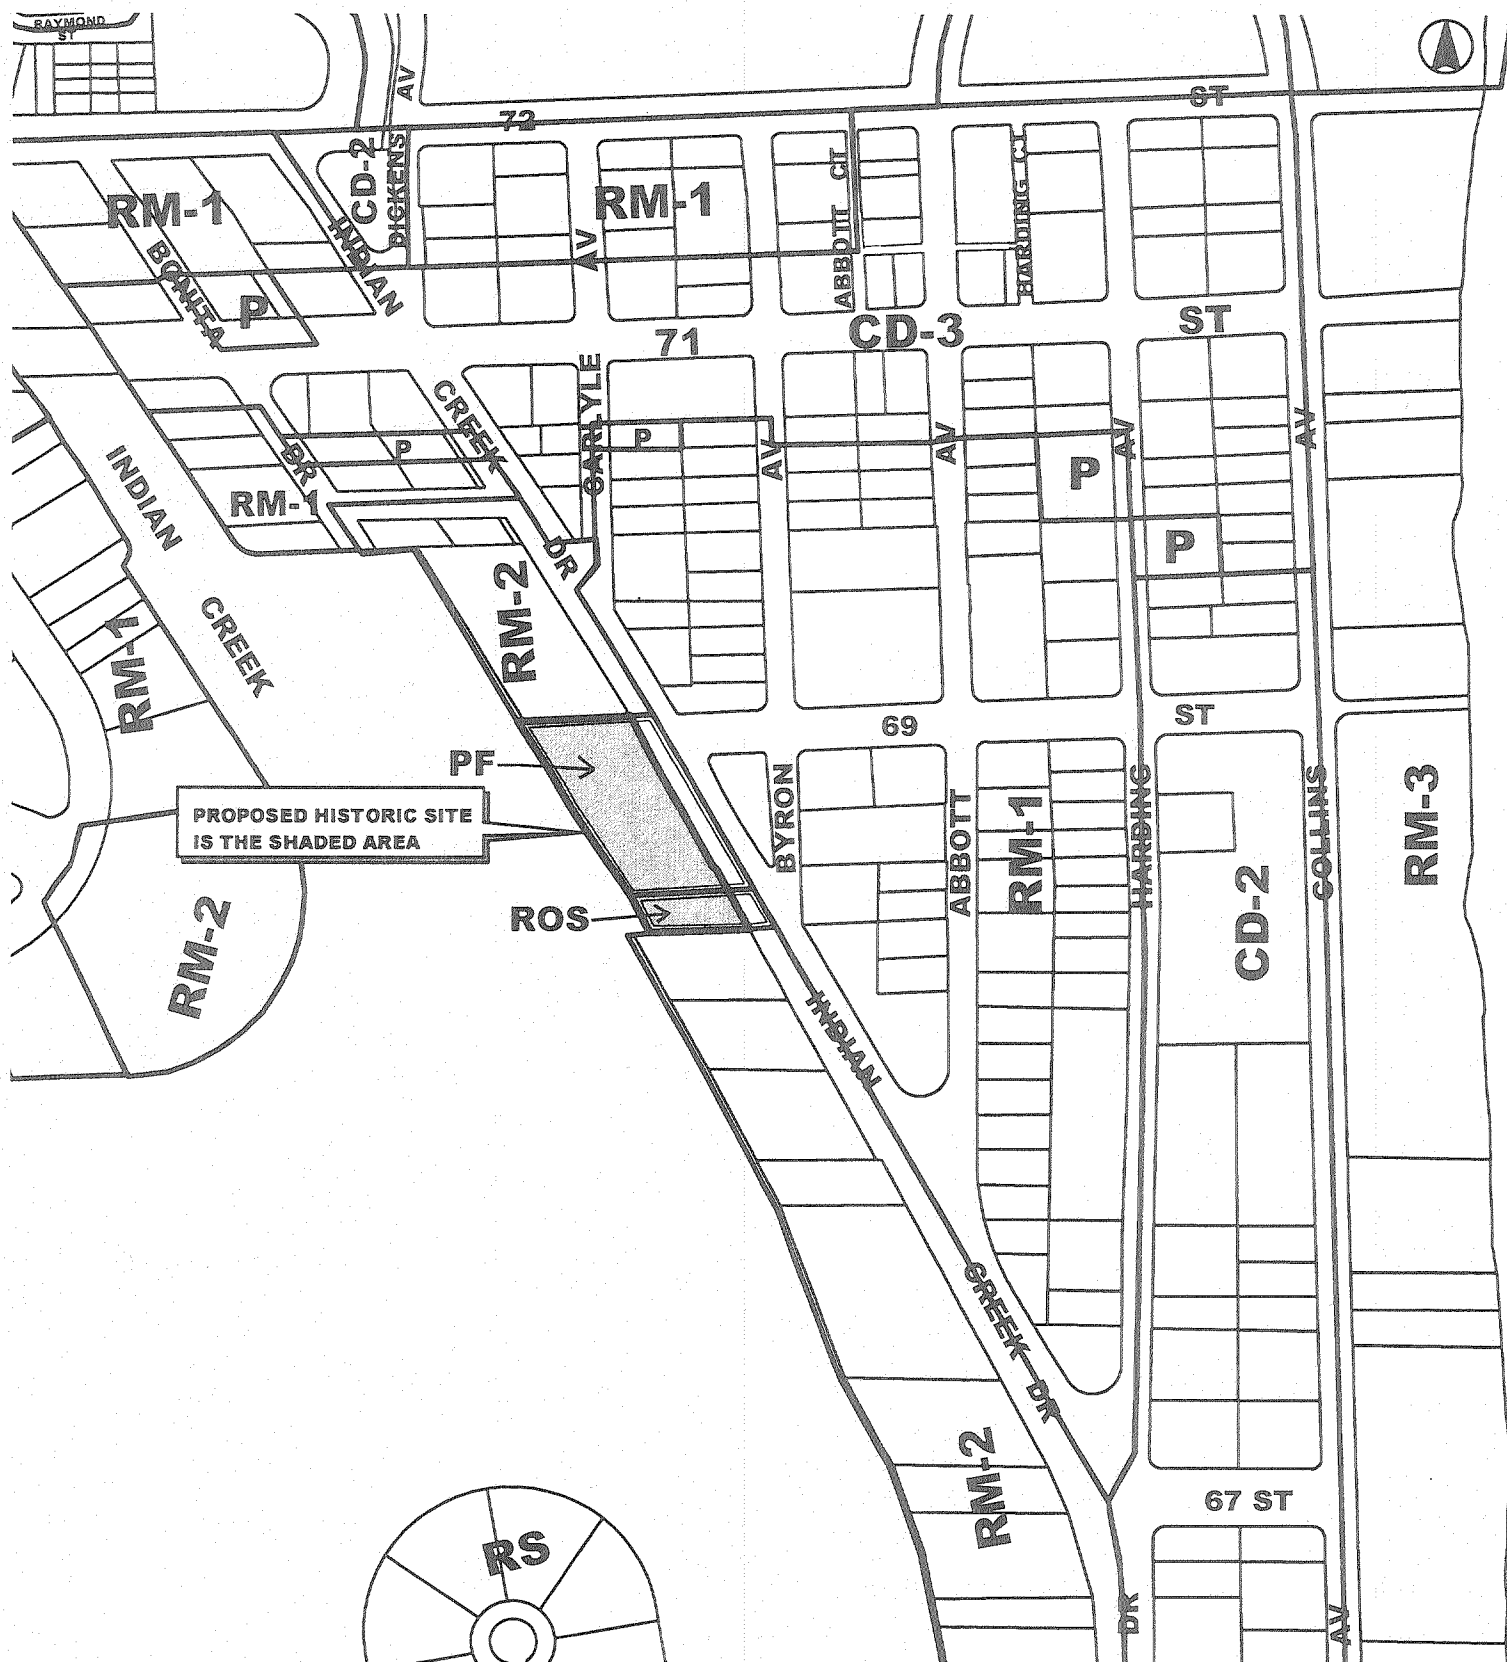 RAYMOND
ST
AV
72
ST
CD-2
DICKENS
RM-1
RM-1
ABBOTT CT
HARDING CT
INDIAN
AV
BONITA
P
71
CD-3
ST
CARLYLE
CREEK
P
P
AV
AV
AV
AV
DR
INDIAN
RM-1
P
P
DR
RM-2
CREEK
RM-1
69
ST
PF
PROPOSED HISTORIC SITE
IS THE SHADED AREA
BYRON
ABBOTT
RM-1
HARDING
COLLINS
RM-3
ROS
RM-2
CD-2
INDIAN
CREEK DR
RM-2
67 ST
RS
DR
AV